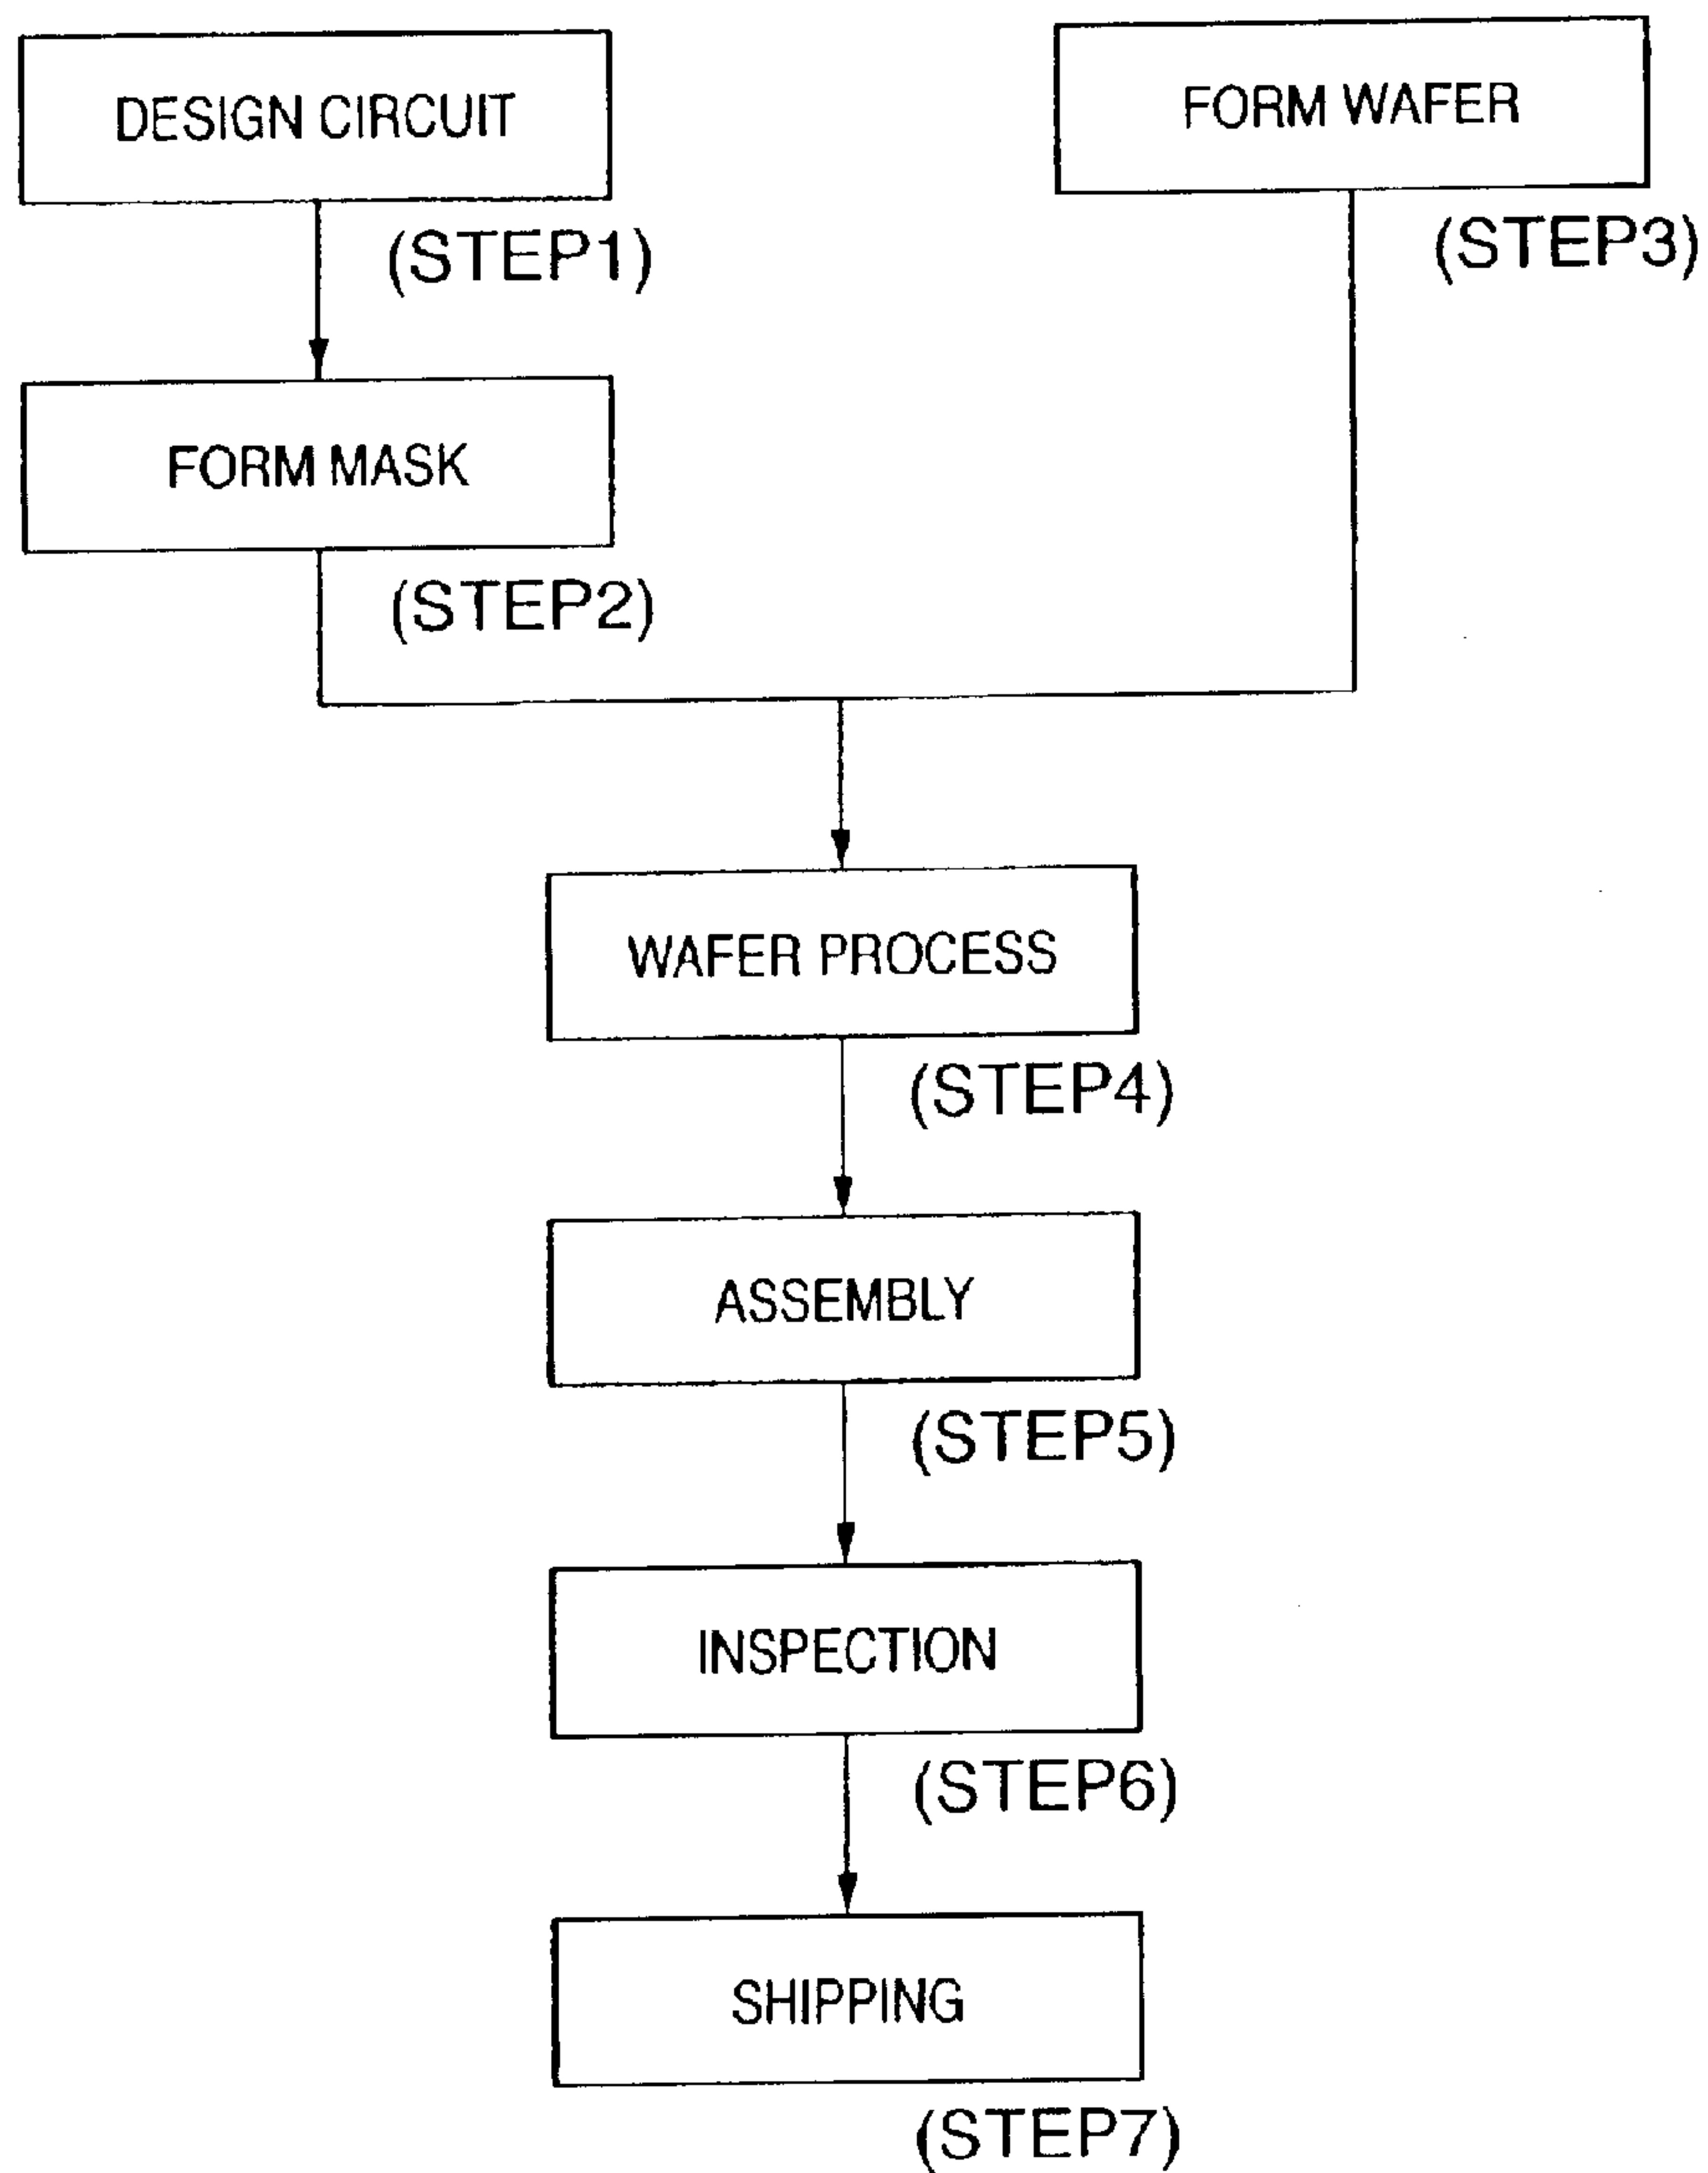 DESIGN CIRCUIT
(STEP1)
FORM MASK
(STEP2)
FORM WAFER
(STEP3)
WAFER PROCESS
(STEP4)
ASSEMBLY
(STEP5)
INSPECTION
(STEP6)
SHIPPING
(STEP7)